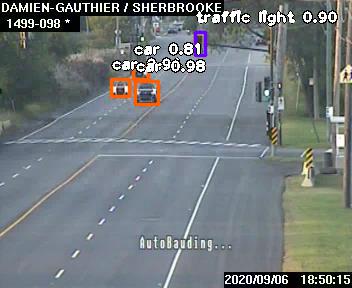 DAMIEN-GAUTHIER / SHERBROOKE
1499-098 *
traffic light 0.90
car 0.81
car 0.98
AutoBauding...
2020/09/06 18:50:15